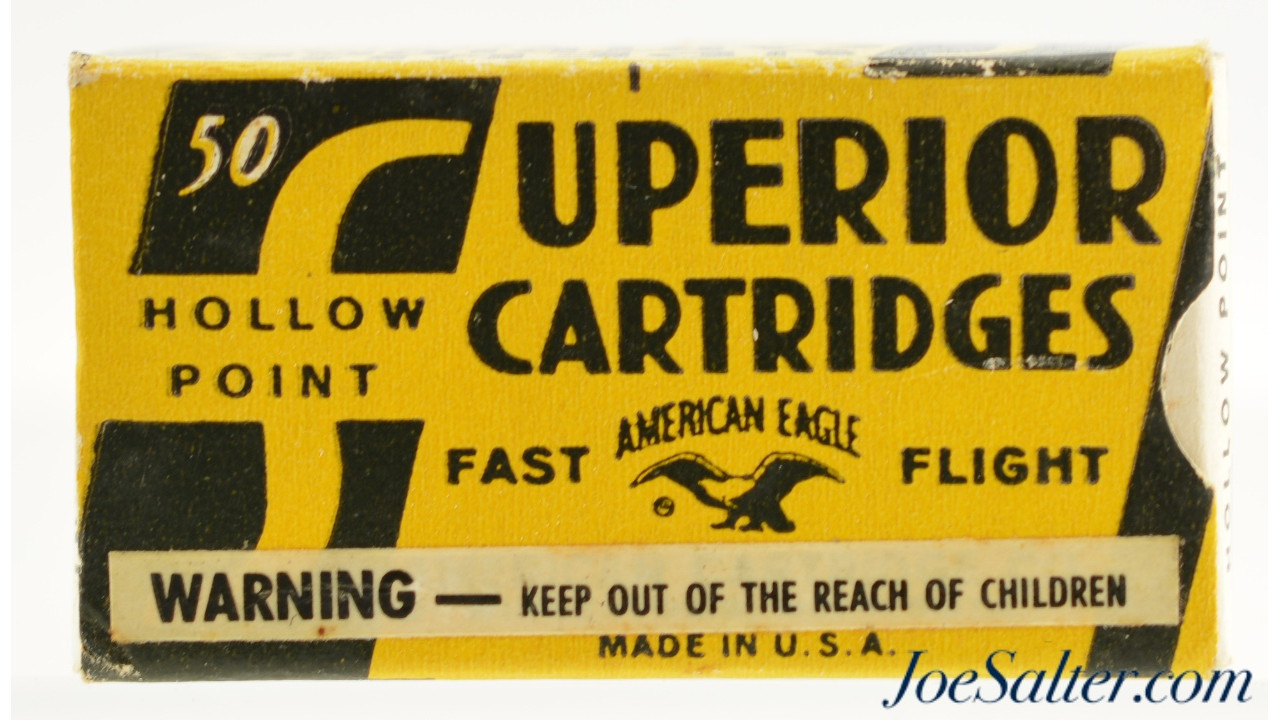 50
SUPERIOR
HOLLOW
POINT
CARTRIDGES
AMERICAN EAGLE
FAST FLIGHT
WARNING — KEEP OUT OF THE REACH OF CHILDREN
MADE IN U.S.A.
HOLLOW POINT
JoeSalter.com